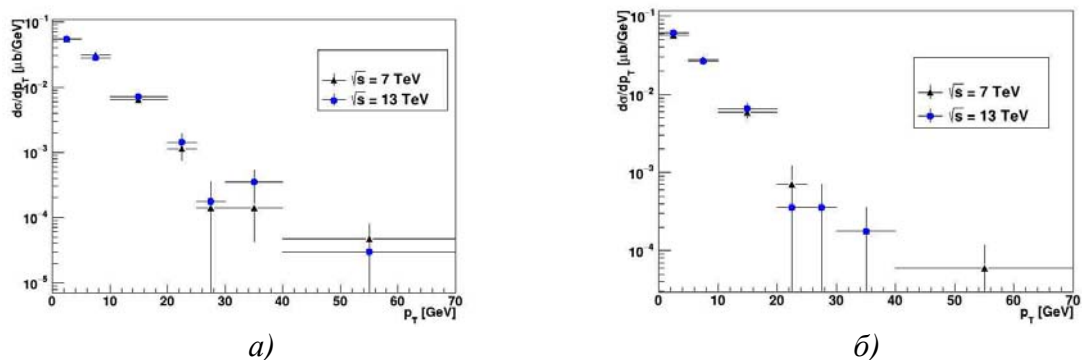 dσ/dp_T [μb/GeV]
10⁻¹
10⁻²
10⁻³
10⁻⁴
10⁻⁵
√s = 7 TeV
√s = 13 TeV
0 10 20 30 40 50 60 70
p_T [GeV]
а)
dσ/dp_T [μb/GeV]
10⁻¹
10⁻²
10⁻³
10⁻⁴
√s = 7 TeV
√s = 13 TeV
0 10 20 30 40 50 60 70
p_T [GeV]
б)